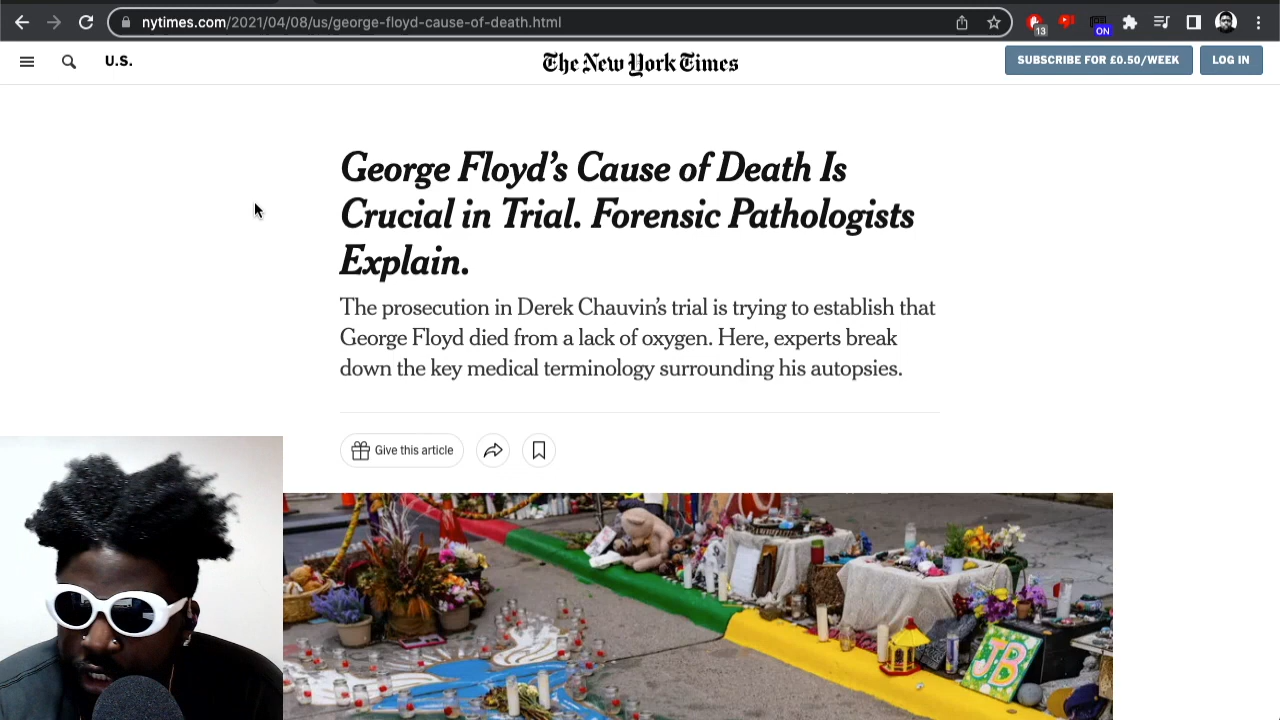 nytimes.com/2021/04/08/us/george-floyd-cause-of-death.html
13
ON
U.S.
The New York Times
SUBSCRIBE FOR £0.50/WEEK
LOG IN
George Floyd’s Cause of Death Is
Crucial in Trial. Forensic Pathologists
Explain.
The prosecution in Derek Chauvin’s trial is trying to establish that
George Floyd died from a lack of oxygen. Here, experts break
down the key medical terminology surrounding his autopsies.
Give this article
JB